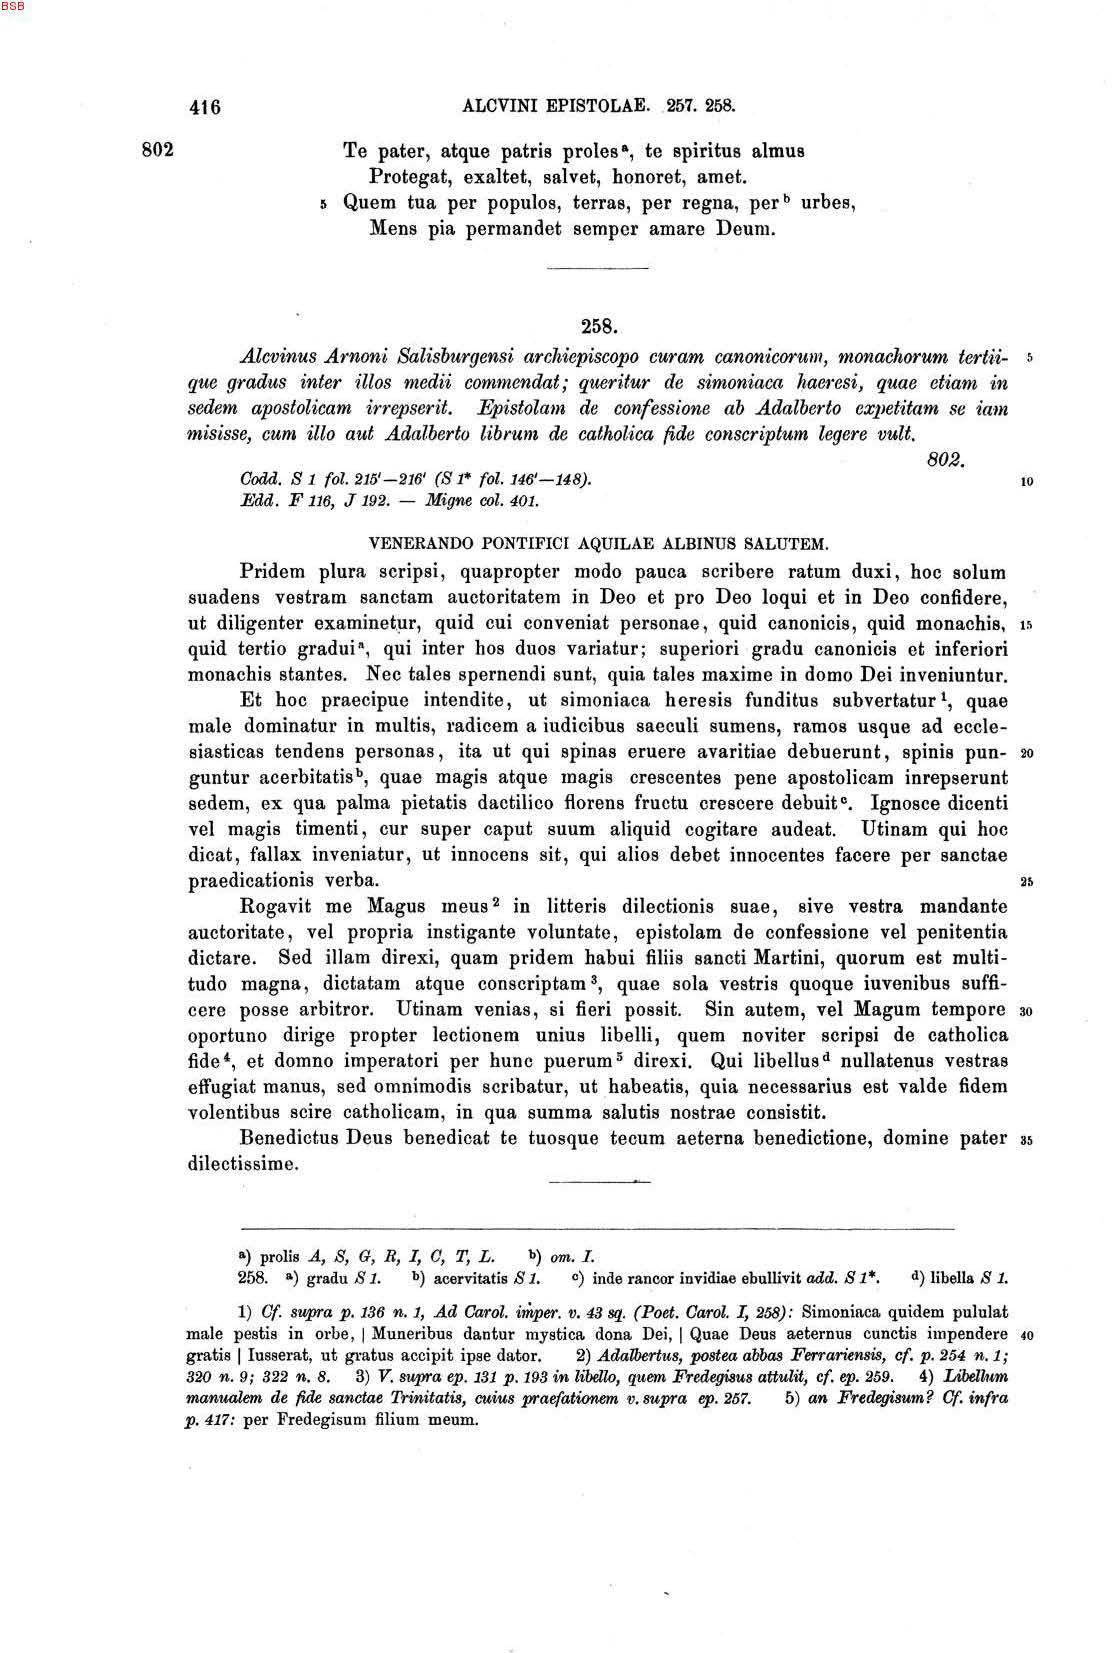 BSB
416 ALCVINI EPISTOLAE. 257. 258.
802 Te pater, atque patris proles ᵃ, te spiritus almus
Protegat, exaltet, salvet, honoret, amet.
5 Quem tua per populos, terras, per regna, per ᵇ urbes,
Mens pia permandet semper amare Deum.
258.
Alcvinus Arnoni Salisburgensi archiepiscopo curam canonicorum, monachorum tertii- 5
que gradus inter illos medii commendat; queritur de simoniaca haeresi, quae etiam in
sedem apostolicam irrepserit. Epistolam de confessione ab Adalberto expetitam se iam
misisse, cum illo aut Adalberto librum de catholica fide conscriptum legere vult.
802.
Codd. S 1 fol. 215'—216' (S 1* fol. 146'—148). 10
Edd. F 116, J 192. — Migne col. 401.
VENERANDO PONTIFICI AQUILAE ALBINUS SALUTEM.
Pridem plura scripsi, quapropter modo pauca scribere ratum duxi, hoc solum
suadens vestram sanctam auctoritatem in Deo et pro Deo loqui et in Deo confidere,
ut diligenter examinetur, quid cui conveniat personae, quid canonicis, quid monachis, 15
quid tertio gradui ᵃ, qui inter hos duos variatur; superiori gradu canonicis et inferiori
monachis stantes. Nec tales spernendi sunt, quia tales maxime in domo Dei inveniuntur.
Et hoc praecipue intendite, ut simoniaca heresis funditus subvertatur ¹, quae
male dominatur in multis, radicem a iudicibus saeculi sumens, ramos usque ad eccle-
siasticas tendens personas, ita ut qui spinas eruere avaritiae debuerunt, spinis pun- 20
guntur acerbitatis ᵇ, quae magis atque magis crescentes pene apostolicam inrepserunt
sedem, ex qua palma pietatis dactilico florens fructu crescere debuit ᶜ. Ignosce dicenti
vel magis timenti, cur super caput suum aliquid cogitare audeat. Utinam qui hoc
dicat, fallax inveniatur, ut innocens sit, qui alios debet innocentes facere per sanctae
praedicationis verba. 25
Rogavit me Magus meus ² in litteris dilectionis suae, sive vestra mandante
auctoritate, vel propria instigante voluntate, epistolam de confessione vel penitentia
dictare. Sed illam direxi, quam pridem habui filiis sancti Martini, quorum est multi-
tudo magna, dictatam atque conscriptam ³, quae sola vestris quoque iuvenibus suffi-
cere posse arbitror. Utinam venias, si fieri possit. Sin autem, vel Magum tempore 30
oportuno dirige propter lectionem unius libelli, quem noviter scripsi de catholica
fide ⁴, et domno imperatori per hunc puerum ⁵ direxi. Qui libellus ᵈ nullatenus vestras
effugiat manus, sed omnimodis scribatur, ut habeatis, quia necessarius est valde fidem
volentibus scire catholicam, in qua summa salutis nostrae consistit.
Benedictus Deus benedicat te tuosque tecum aeterna benedictione, domine pater 35
dilectissime.
ᵃ) prolis A, S, G, R, I, C, T, L. ᵇ) om. I.
258. ᵃ) gradu S 1. ᵇ) acervitatis S 1. ᶜ) inde rancor invidiae ebullivit add. S 1*. ᵈ) libella S 1.
1) Cf. supra p. 136 n. 1, Ad Carol. imper. v. 43 sq. (Poet. Carol. I, 258): Simoniaca quidem pululat
male pestis in orbe, | Muneribus dantur mystica dona Dei, | Quae Deus aeternus cunctis impendere 40
gratis | Iusserat, ut gratus accipit ipse dator. 2) Adalbertus, postea abbas Ferrariensis, cf. p. 254 n. 1;
320 n. 9; 322 n. 8. 3) V. supra ep. 131 p. 193 in libello, quem Fredegisus attulit, cf. ep. 259. 4) Libellum
manualem de fide sanctae Trinitatis, cuius praefationem v. supra ep. 257. 5) an Fredegisum? Cf. infra
p. 417: per Fredegisum filium meum.